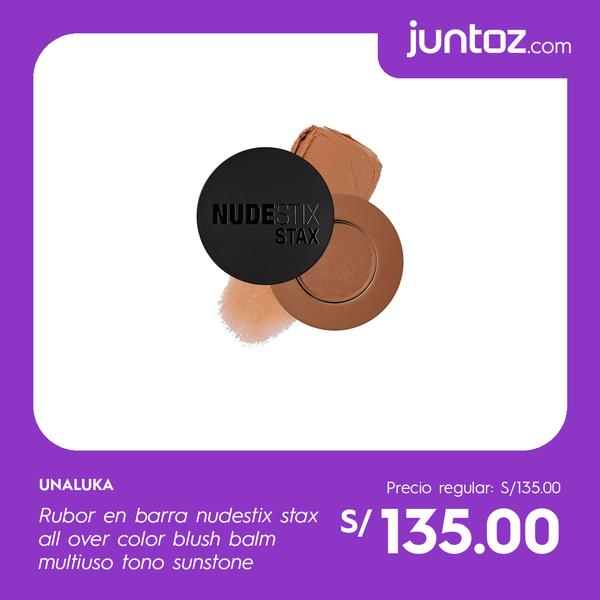 juntoz.com
NUDESTIX
STAX
UNALUKA
Rubor en barra nudestix stax
all over color blush balm
multiuso tono sunstone
Precio regular: S/135.00
S/ 135.00